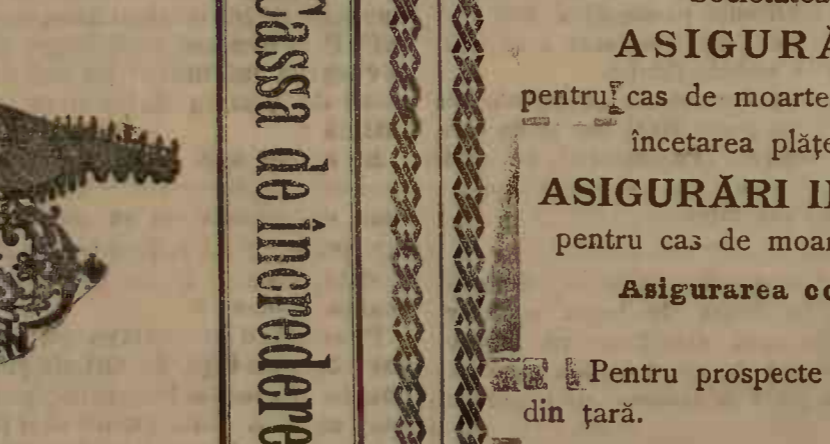 Cassa de încredere
ASIGURĂ
pentru cas de moarte
încetarea plăţe
ASIGURĂRI I
pentru cas de moar
Asigurarea co
Pentru prospecte
din ţară.